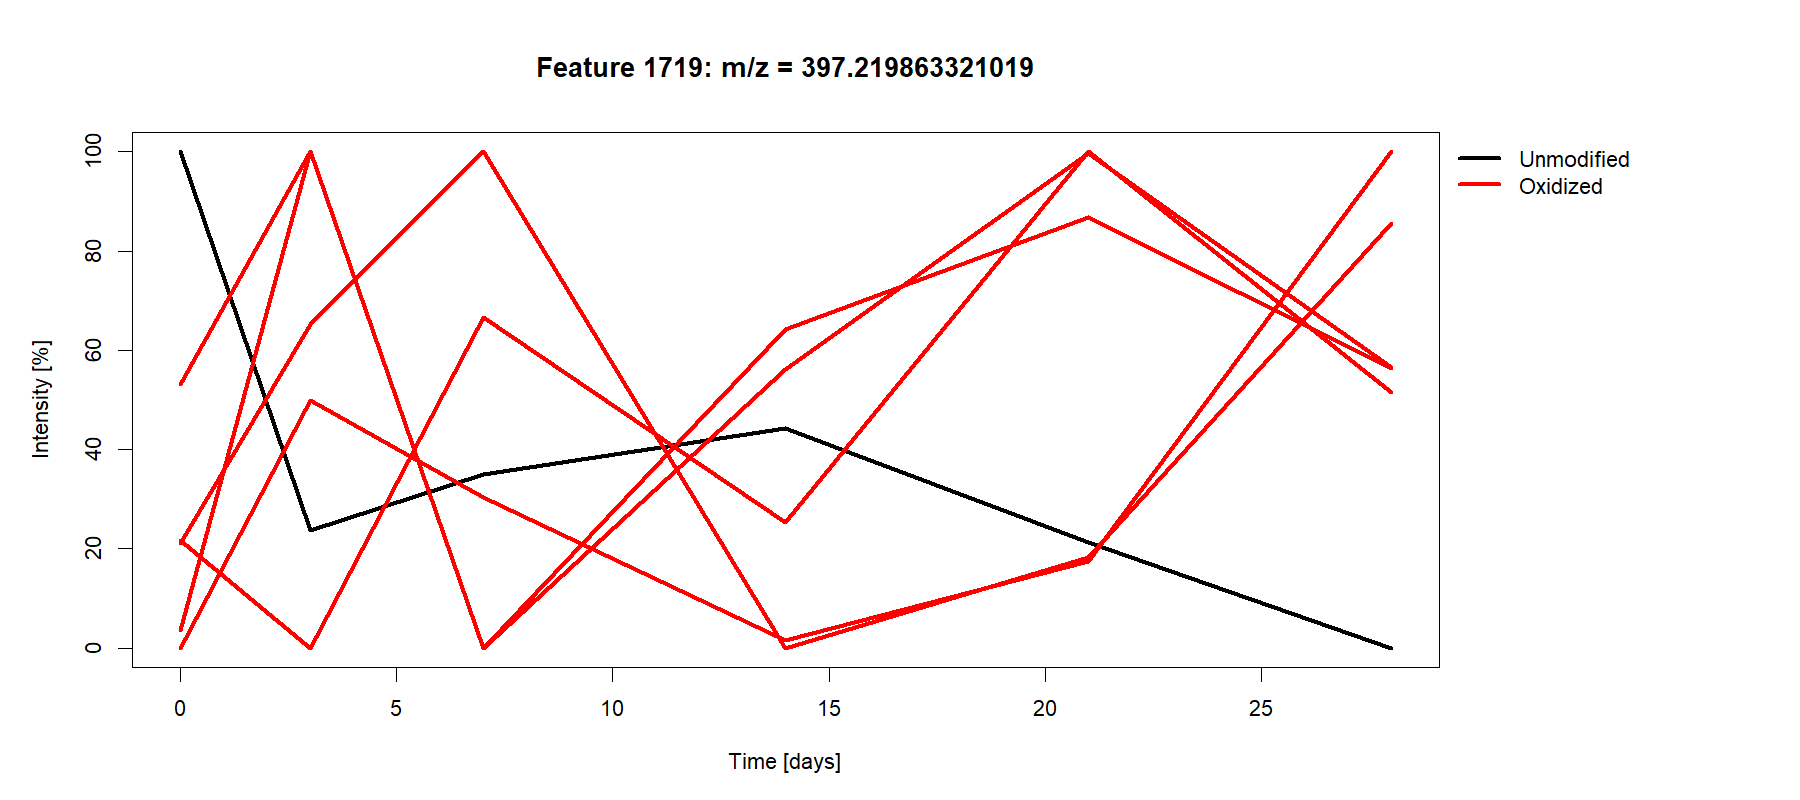 Feature 1719: m/z = 397.219863321019
Unmodified
Oxidized
Intensity [%]
100
80
60
40
20
0
0 5 10 15 20 25
Time [days]